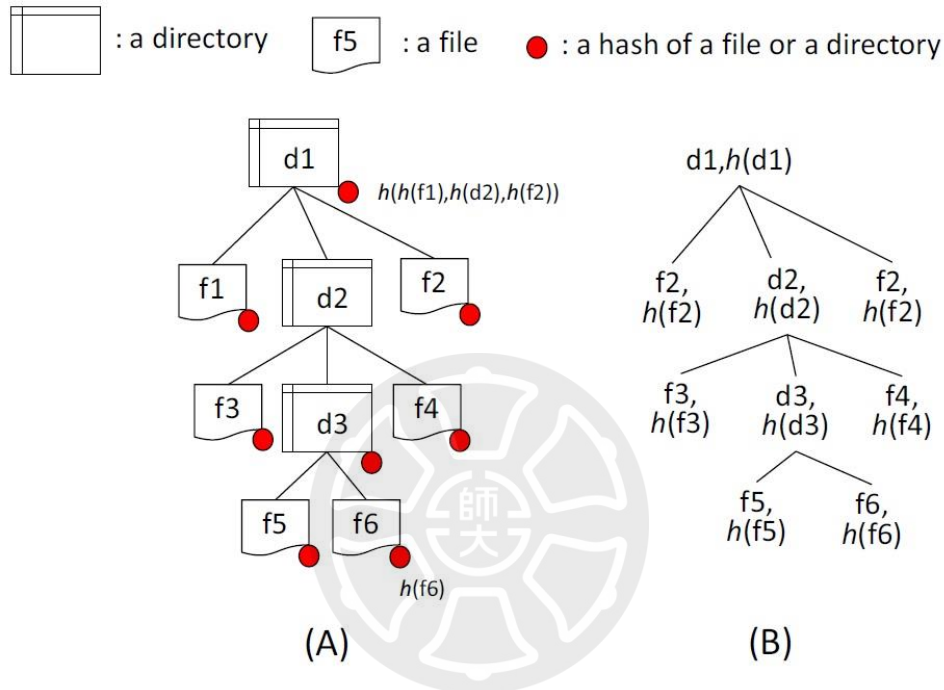 : a directory
f5
: a file
: a hash of a file or a directory
d1
h(h(f1),h(d2),h(f2))
f1
d2
f2
f3
d3
f4
f5
f6
h(f6)
(A)
d1,h(d1)
f2,
h(f2)
d2,
h(d2)
f2,
h(f2)
f3,
h(f3)
d3,
h(d3)
f4,
h(f4)
f5,
h(f5)
f6,
h(f6)
(B)
師大